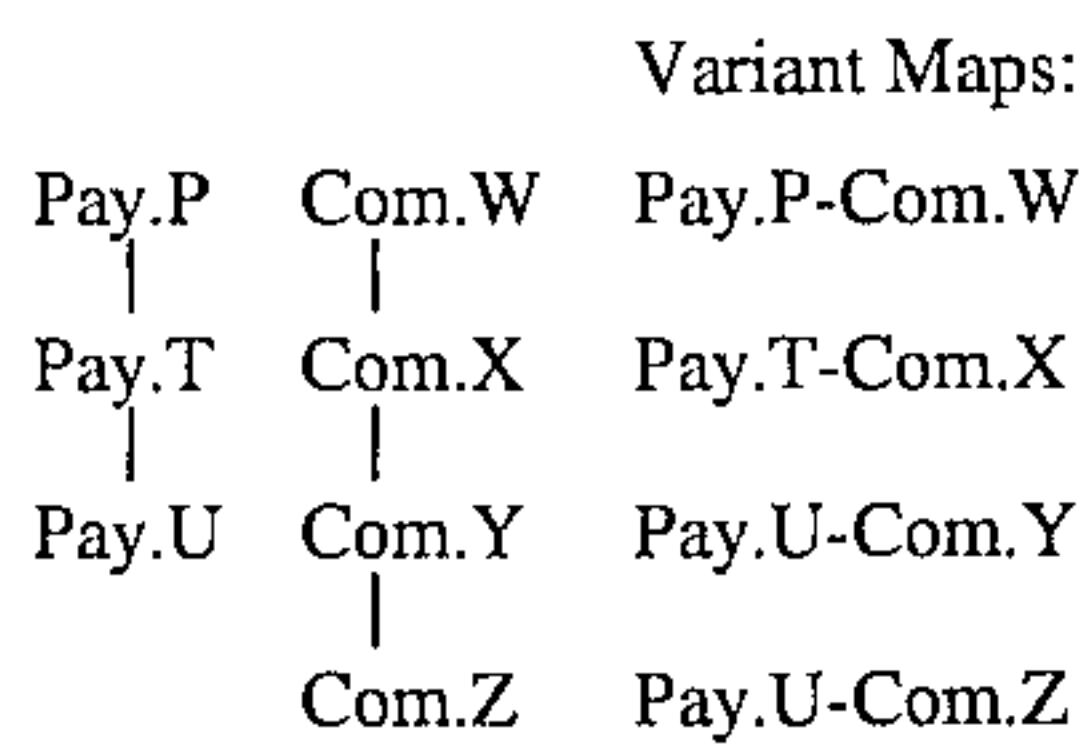 Variant Maps:
Pay.P Com.W Pay.P-Com.W
Pay.T Com.X Pay.T-Com.X
Pay.U Com.Y Pay.U-Com.Y
Com.Z Pay.U-Com.Z